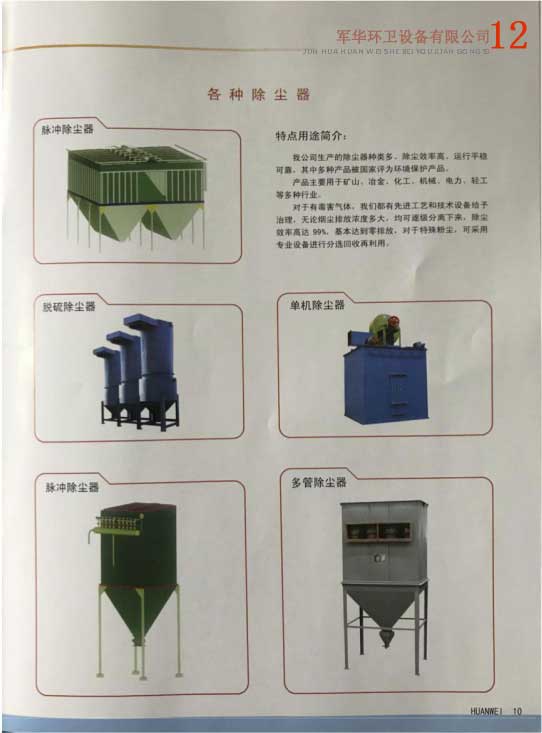 军华环卫设备有限公司 12
JUN HUA HUAN WEI SHE BEI YOU XIAN GONG SI
各种除尘器
脉冲除尘器
特点用途简介：
我公司生产的除尘器种类多、除尘效率高、运行平稳
可靠。其中多种产品被国家评为环境保护产品。
产品主要用于矿山、冶金、化工、机械、电力、轻工
等多种行业。
对于有毒害气体，我们都有先进工艺和技术设备给予
治理。无论烟尘排放浓度多大，均可逐级分离下来，除尘
效率高达 99%，基本达到零排放，对于特殊粉尘，可采用
专业设备进行分选回收再利用。
脱硫除尘器
单机除尘器
脉冲除尘器
多管除尘器
HUANWEI 10